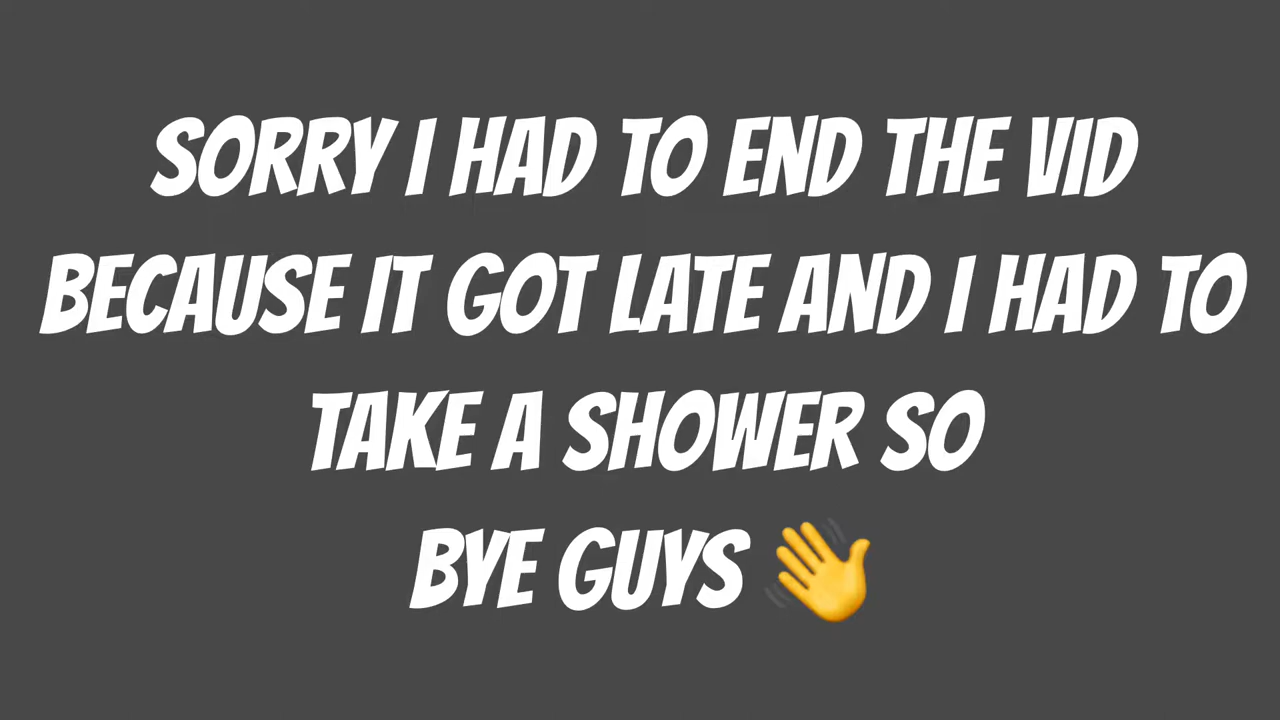 SORRY I HAD TO END THE VID
BECAUSE IT GOT LATE AND I HAD TO
TAKE A SHOWER SO
BYE GUYS 👋